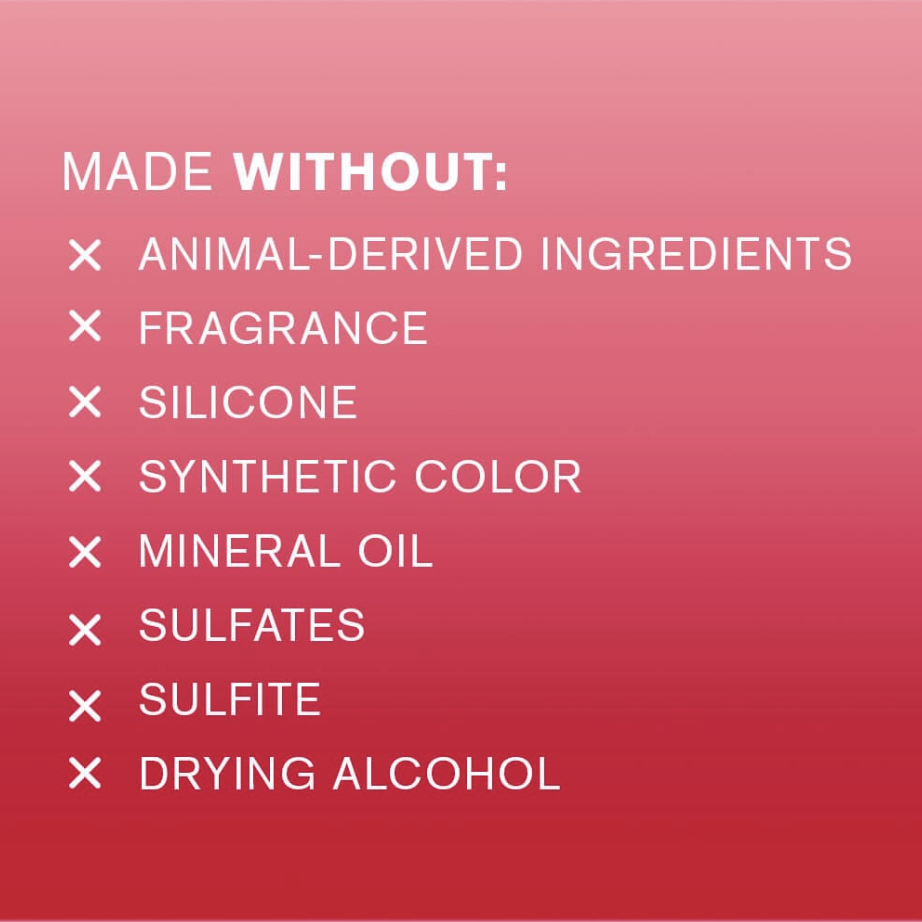 MADE WITHOUT:
× ANIMAL-DERIVED INGREDIENTS
× FRAGRANCE
× SILICONE
× SYNTHETIC COLOR
× MINERAL OIL
× SULFATES
× SULFITE
× DRYING ALCOHOL